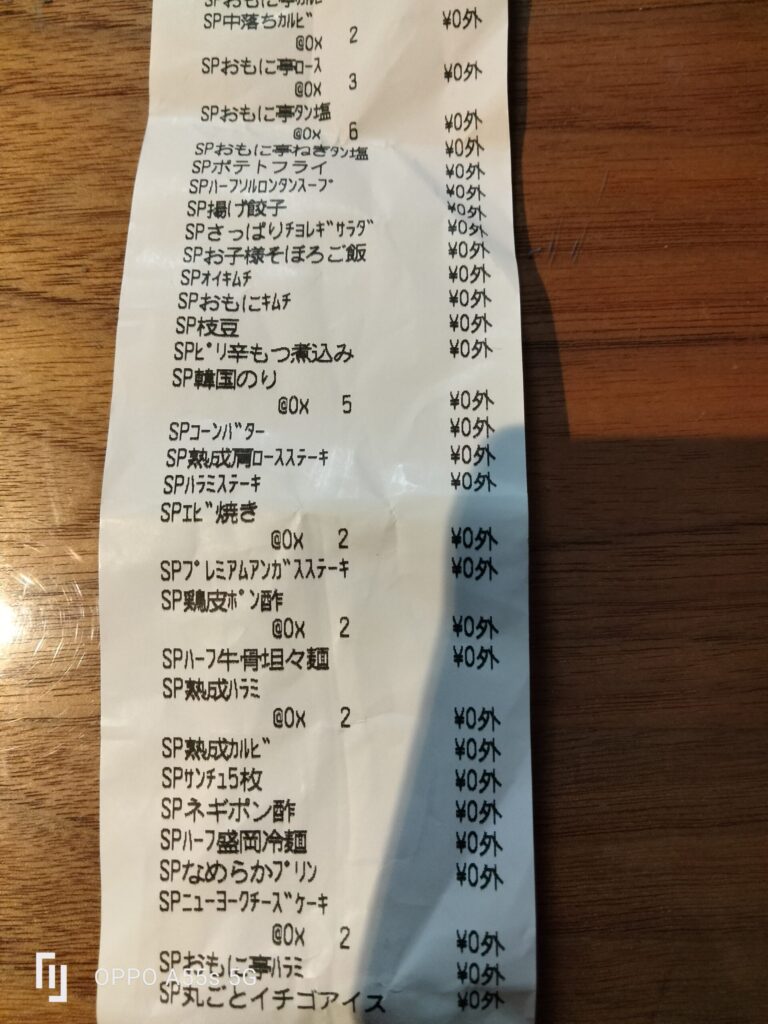 SPおもに亭カルビ
SP中落ちカルビ ¥0外
@0x 2
SPおもに亭ロース ¥0外
@0x 3
SPおもに亭タン塩 ¥0外
@0x 6
SPおもに亭ねぎタン塩 ¥0外
SPポテトフライ ¥0外
SPハーフソルロンタンスープ ¥0外
SP揚げ餃子 ¥0外
SPさっぱりチョレギサラダ ¥0外
SPお子様そぼろご飯 ¥0外
SPオイキムチ ¥0外
SPおもにキムチ ¥0外
SP枝豆 ¥0外
SPピリ辛もつ煮込み ¥0外
SP韓国のり
@0x 5 ¥0外
SPコーンバター ¥0外
SP熟成肩ロースステーキ ¥0外
SPハラミステーキ ¥0外
SPエビ焼き
@0x 2 ¥0外
SPプレミアムアンガスステーキ ¥0外
SP鶏皮ポン酢
@0x 2 ¥0外
SPハーフ牛骨坦々麺 ¥0外
SP熟成ハラミ
@0x 2 ¥0外
SP熟成カルビ ¥0外
SPサンチュ5枚 ¥0外
SPネギポン酢 ¥0外
SPハーフ盛岡冷麺 ¥0外
SPなめらかプリン ¥0外
SPニューヨークチーズケーキ
@0x 2 ¥0外
SPおもに亭ハラミ ¥0外
SP丸ごとイチゴアイス ¥0外
OPPO A55s 5G